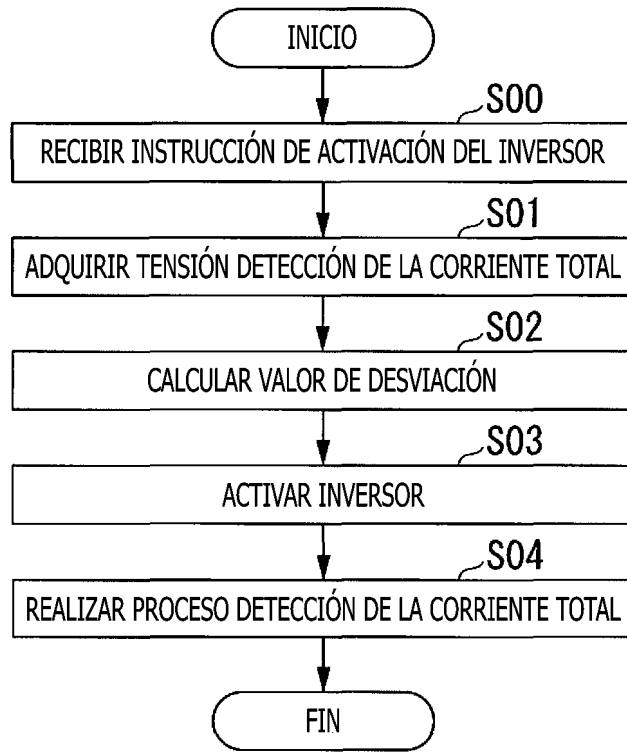 INICIO
S00
RECIBIR INSTRUCCIÓN DE ACTIVACIÓN DEL INVERSOR
S01
ADQUIRIR TENSIÓN DETECCIÓN DE LA CORRIENTE TOTAL
S02
CALCULAR VALOR DE DESVIACIÓN
S03
ACTIVAR INVERSOR
S04
REALIZAR PROCESO DETECCIÓN DE LA CORRIENTE TOTAL
FIN